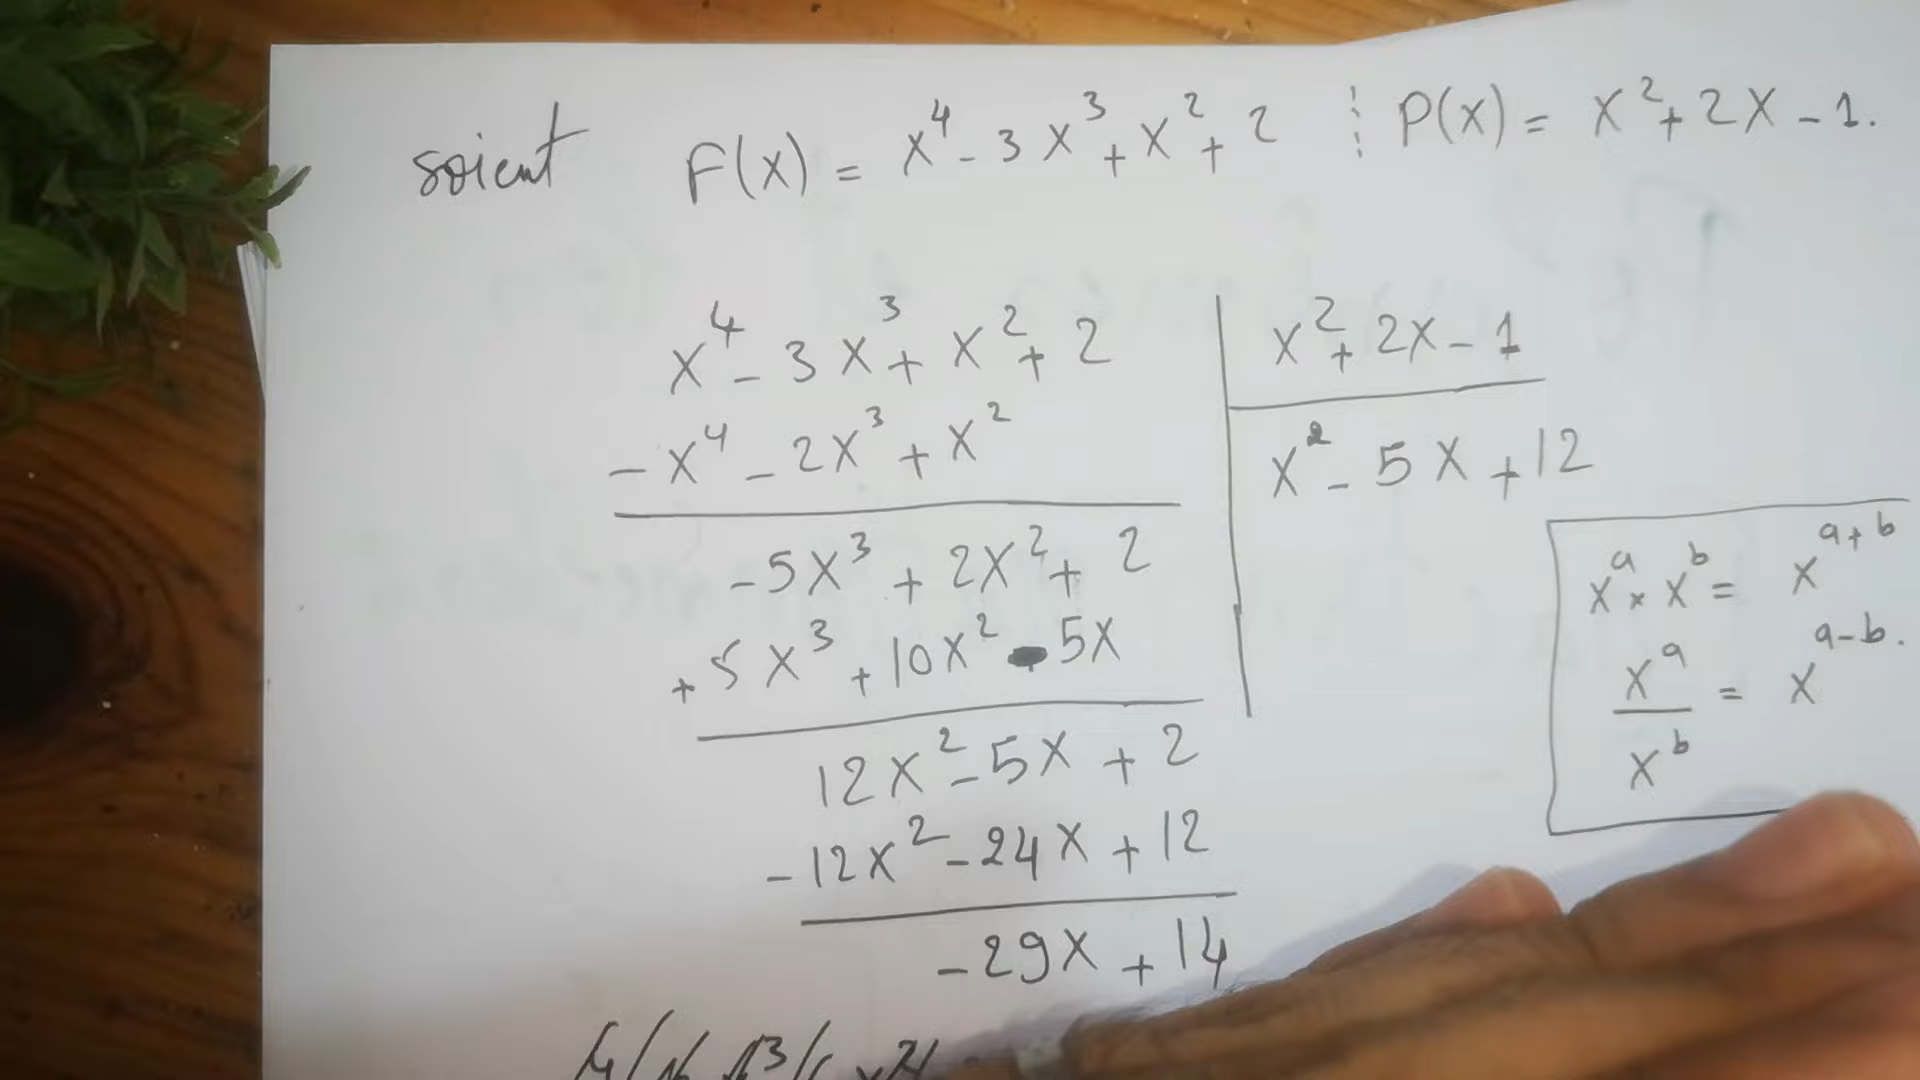 soient F(x) = x⁴ - 3x³ + x² + 2 ⋮ P(x) = x² + 2x - 1.
x⁴ - 3x³ + x² + 2
x² + 2x - 1
- x⁴ - 2x³ + x²
x² - 5x + 12
-5x³ + 2x² + 2
+ 5x³ + 10x² - 5x
12x² - 5x + 2
- 12x² - 24x + 12
- 29x + 14
xᵃ × xᵇ = xᵃ⁺ᵇ
xᵃ / xᵇ = xᵃ⁻ᵇ.